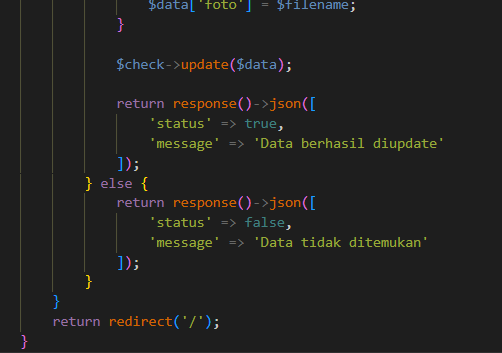 $data['foto'] = $filename;
}
$check->update($data);
return response()->json([
'status' => true,
'message' => 'Data berhasil diupdate'
]);
} else {
return response()->json([
'status' => false,
'message' => 'Data tidak ditemukan'
]);
}
}
return redirect('/');
}